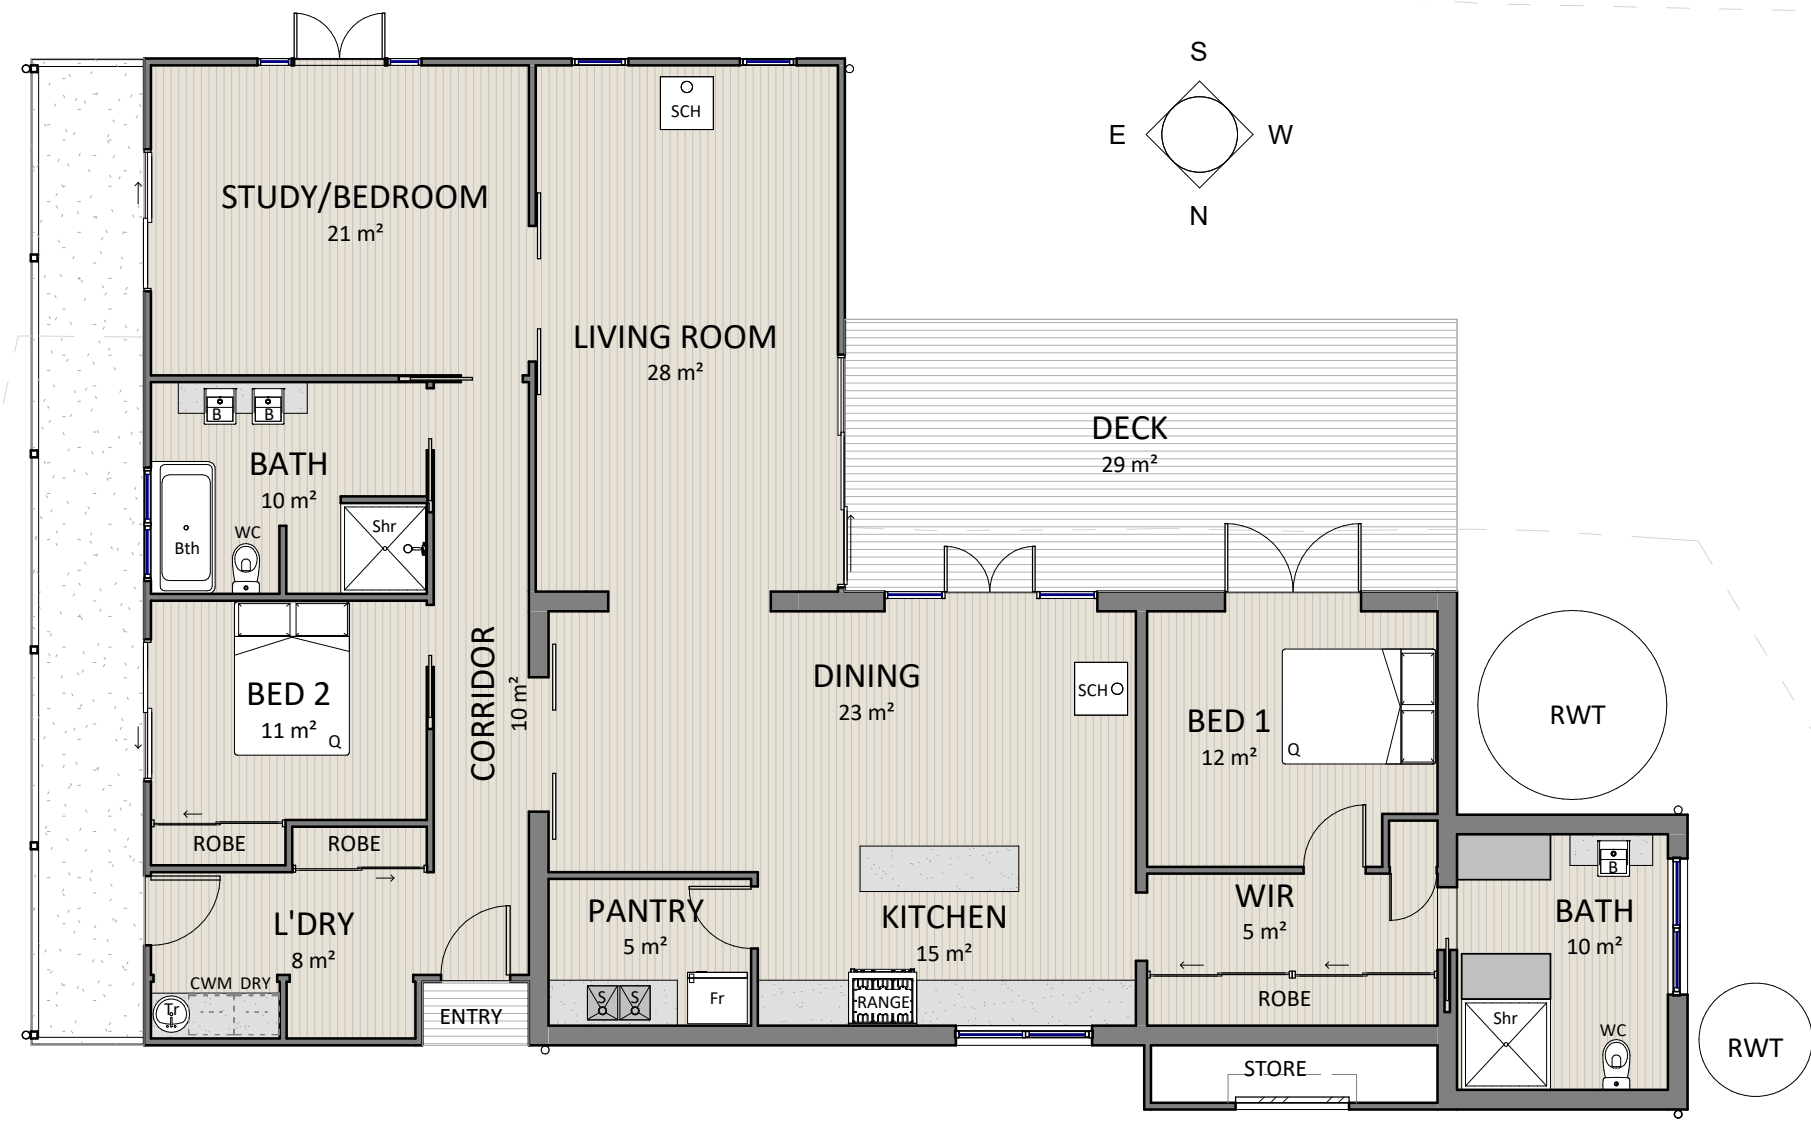 S
E
W
N
SCH
STUDY/BEDROOM
21 m²
LIVING ROOM
28 m²
B
B
BATH
10 m²
Bth
WC
Shr
DECK
29 m²
BED 2
11 m²
Q
CORRIDOR
10 m²
DINING
23 m²
SCH
BED 1
12 m²
Q
RWT
ROBE
ROBE
L'DRY
8 m²
CWM DRY
Tr
ENTRY
PANTRY
5 m²
S
S
Fr
KITCHEN
15 m²
RANGE
WIR
5 m²
ROBE
B
BATH
10 m²
Shr
WC
STORE
RWT